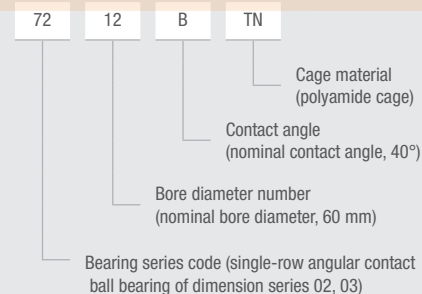 72 12 B TN
Cage material
(polyamide cage)
Contact angle
(nominal contact angle, 40°)
Bore diameter number
(nominal bore diameter, 60 mm)
Bearing series code (single-row angular contact
ball bearing of dimension series 02, 03)